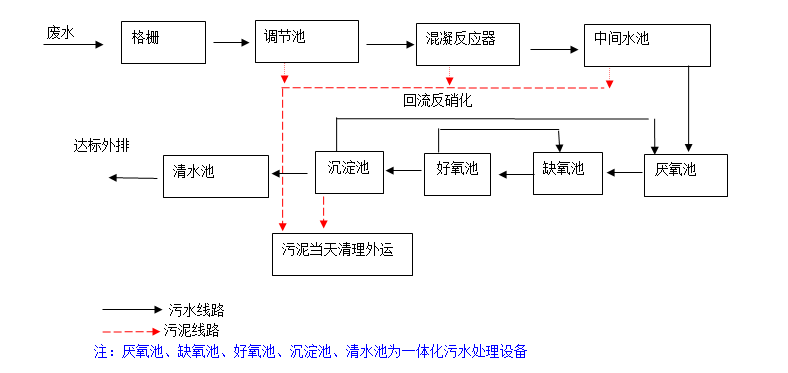 废水
格栅
调节池
混凝反应器
中间水池
回流反硝化
达标外排
清水池
沉淀池
好氧池
缺氧池
厌氧池
污泥当天清理外运
污水线路
污泥线路
注：厌氧池、缺氧池、好氧池、沉淀池、清水池为一体化污水处理设备